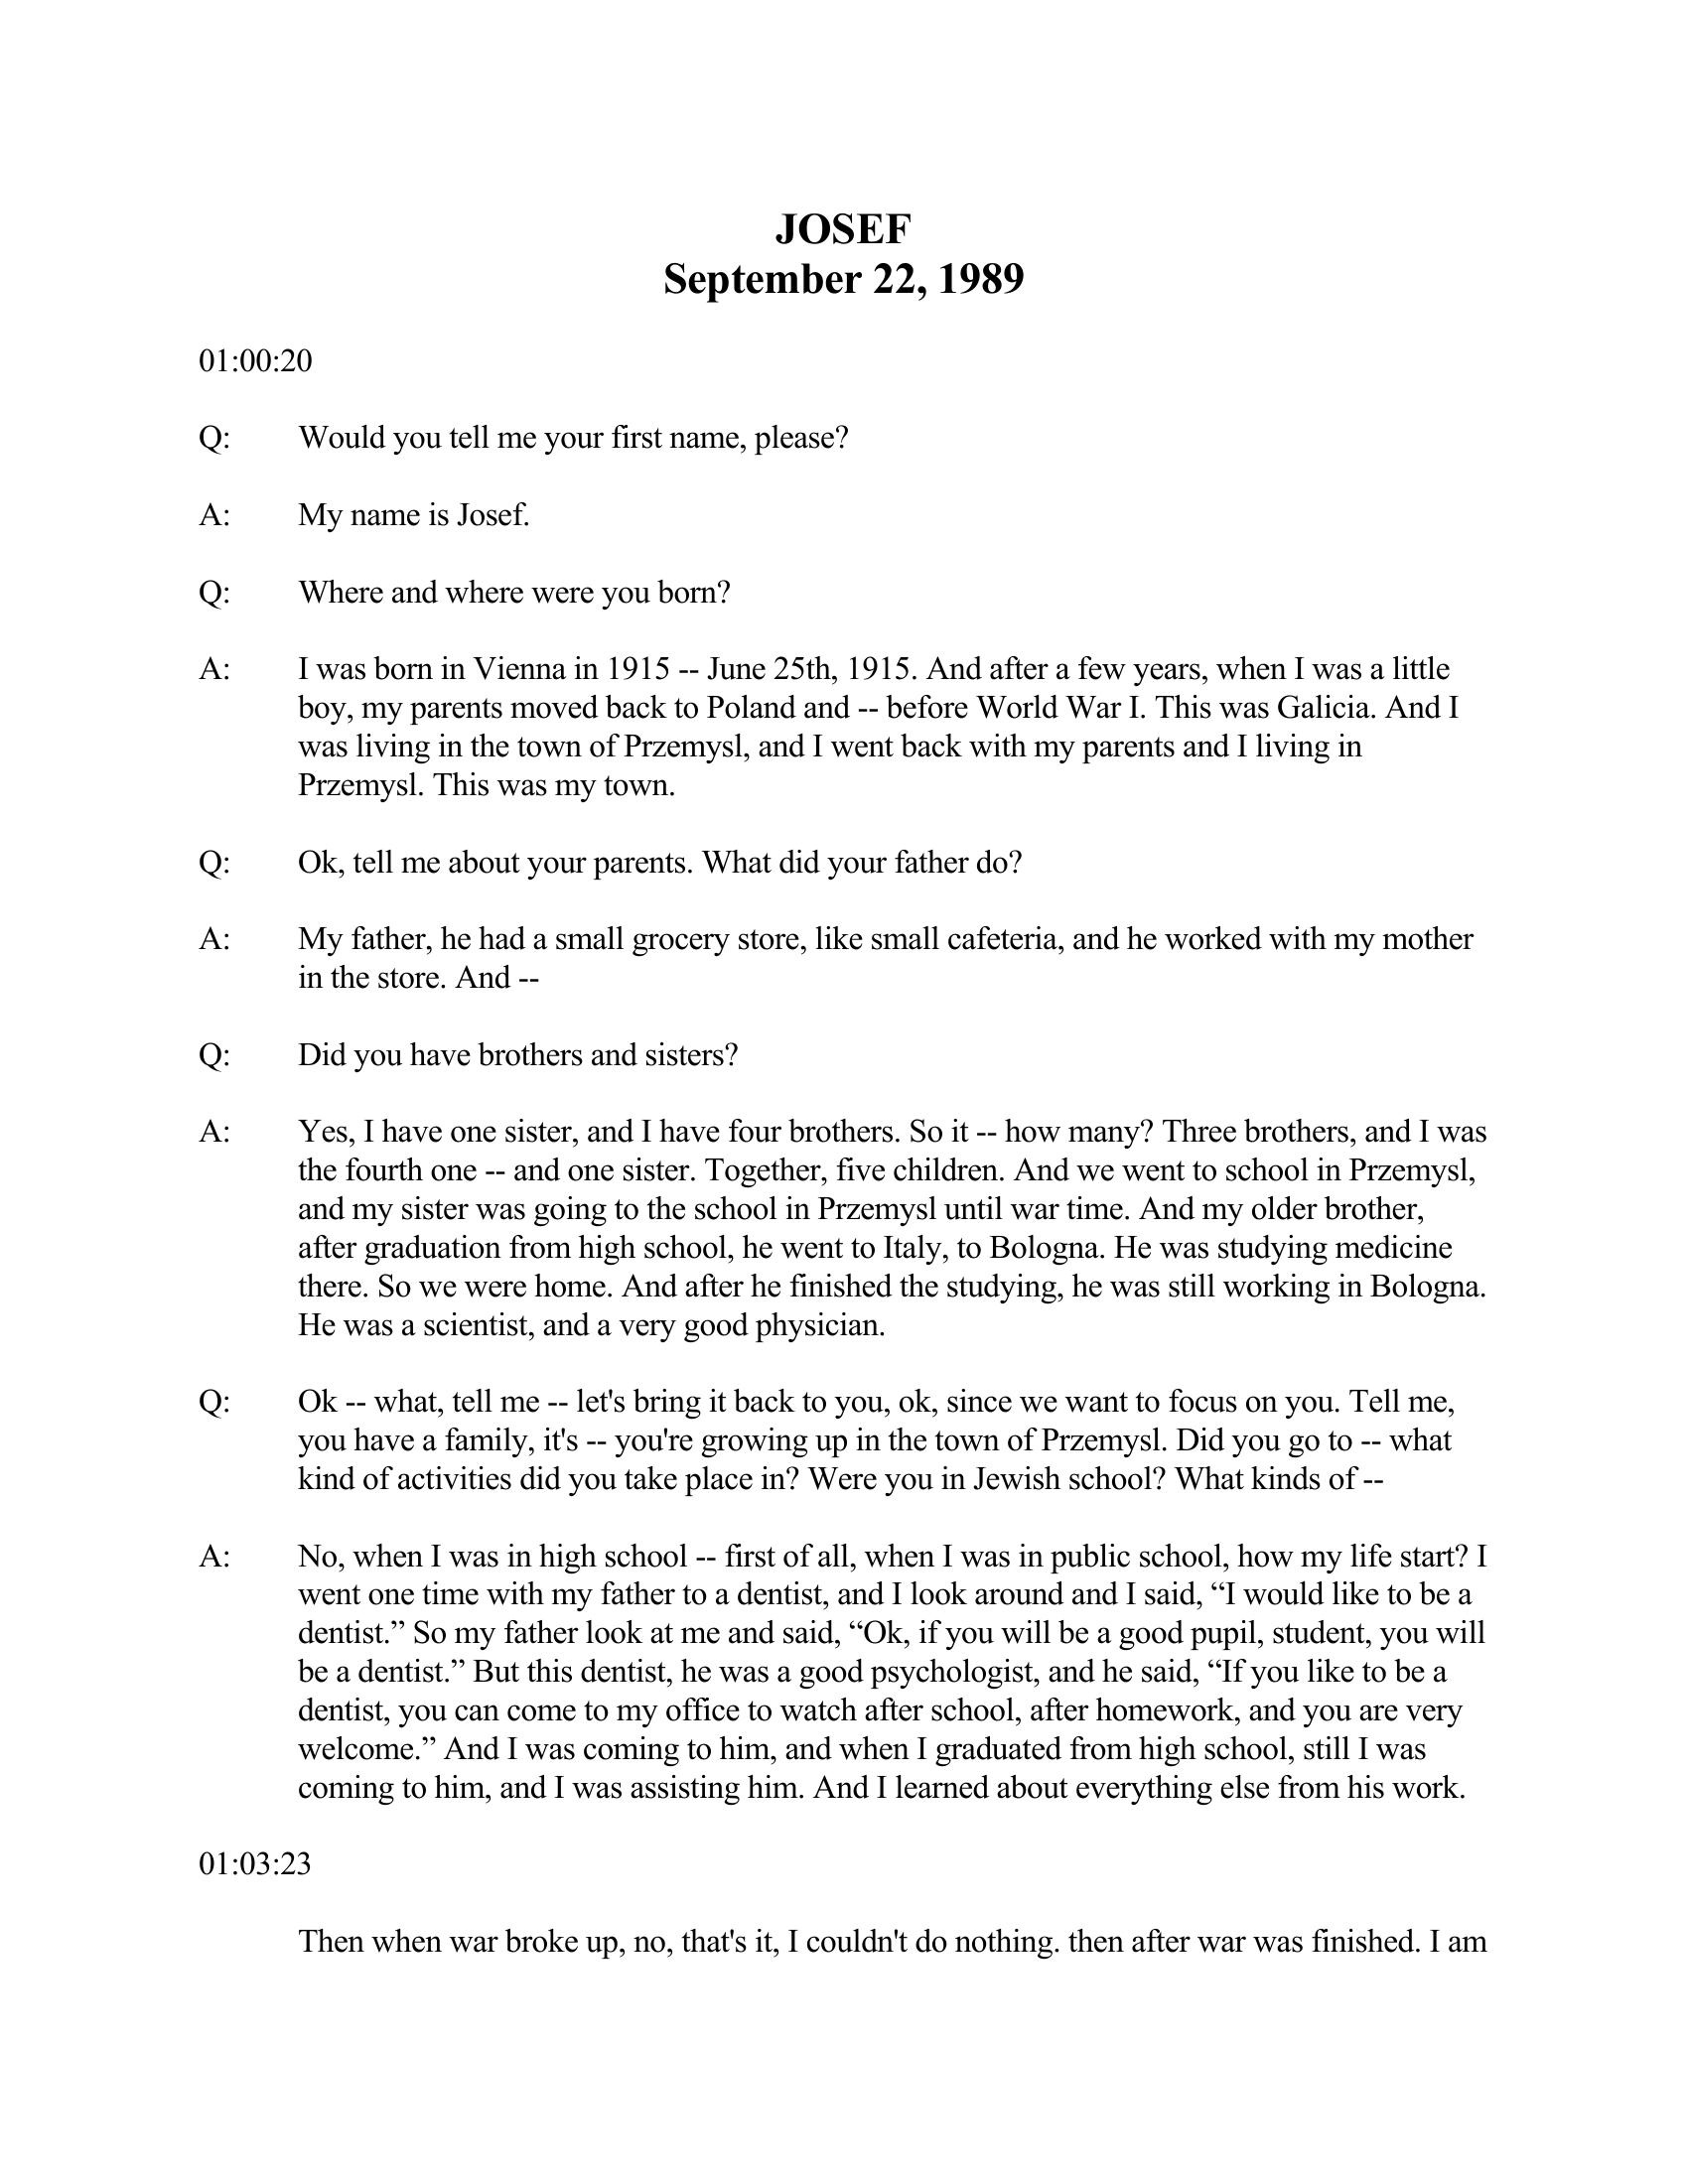 JOSEF
September 22, 1989
01:00:20
Q: Would you tell me your first name, please?
A: My name is Josef.
Q: Where and where were you born?
A: I was born in Vienna in 1915 -- June 25th, 1915. And after a few years, when I was a little
boy, my parents moved back to Poland and -- before World War I. This was Galicia. And I
was living in the town of Przemysl, and I went back with my parents and I living in
Przemysl. This was my town.
Q: Ok, tell me about your parents. What did your father do?
A: My father, he had a small grocery store, like small cafeteria, and he worked with my mother
in the store. And --
Q: Did you have brothers and sisters?
A: Yes, I have one sister, and I have four brothers. So it -- how many? Three brothers, and I was
the fourth one -- and one sister. Together, five children. And we went to school in Przemysl,
and my sister was going to the school in Przemysl until war time. And my older brother,
after graduation from high school, he went to Italy, to Bologna. He was studying medicine
there. So we were home. And after he finished the studying, he was still working in Bologna.
He was a scientist, and a very good physician.
Q: Ok -- what, tell me -- let's bring it back to you, ok, since we want to focus on you. Tell me,
you have a family, it's -- you're growing up in the town of Przemysl. Did you go to -- what
kind of activities did you take place in? Were you in Jewish school? What kinds of --
A: No, when I was in high school -- first of all, when I was in public school, how my life start? I
went one time with my father to a dentist, and I look around and I said, “I would like to be a
dentist.” So my father look at me and said, “Ok, if you will be a good pupil, student, you will
be a dentist.” But this dentist, he was a good psychologist, and he said, “If you like to be a
dentist, you can come to my office to watch after school, after homework, and you are very
welcome.” And I was coming to him, and when I graduated from high school, still I was
coming to him, and I was assisting him. And I learned about everything else from his work.
01:03:23
Then when war broke up, no, that's it, I couldn't do nothing. then after war was finished. I am